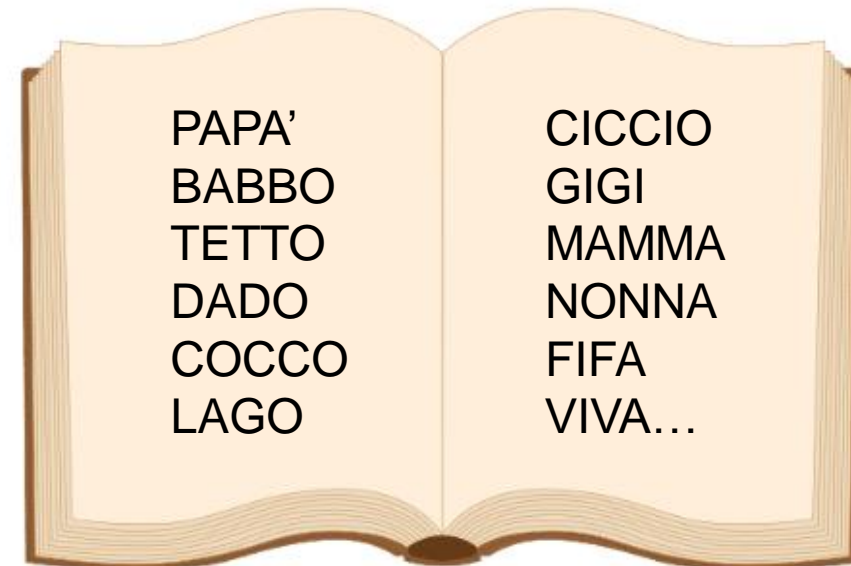 PAPA’
BABBO
TETTO
DADO
COCCO
LAGO
CICCIO
GIGI
MAMMA
NONNA
FIFA
VIVA…